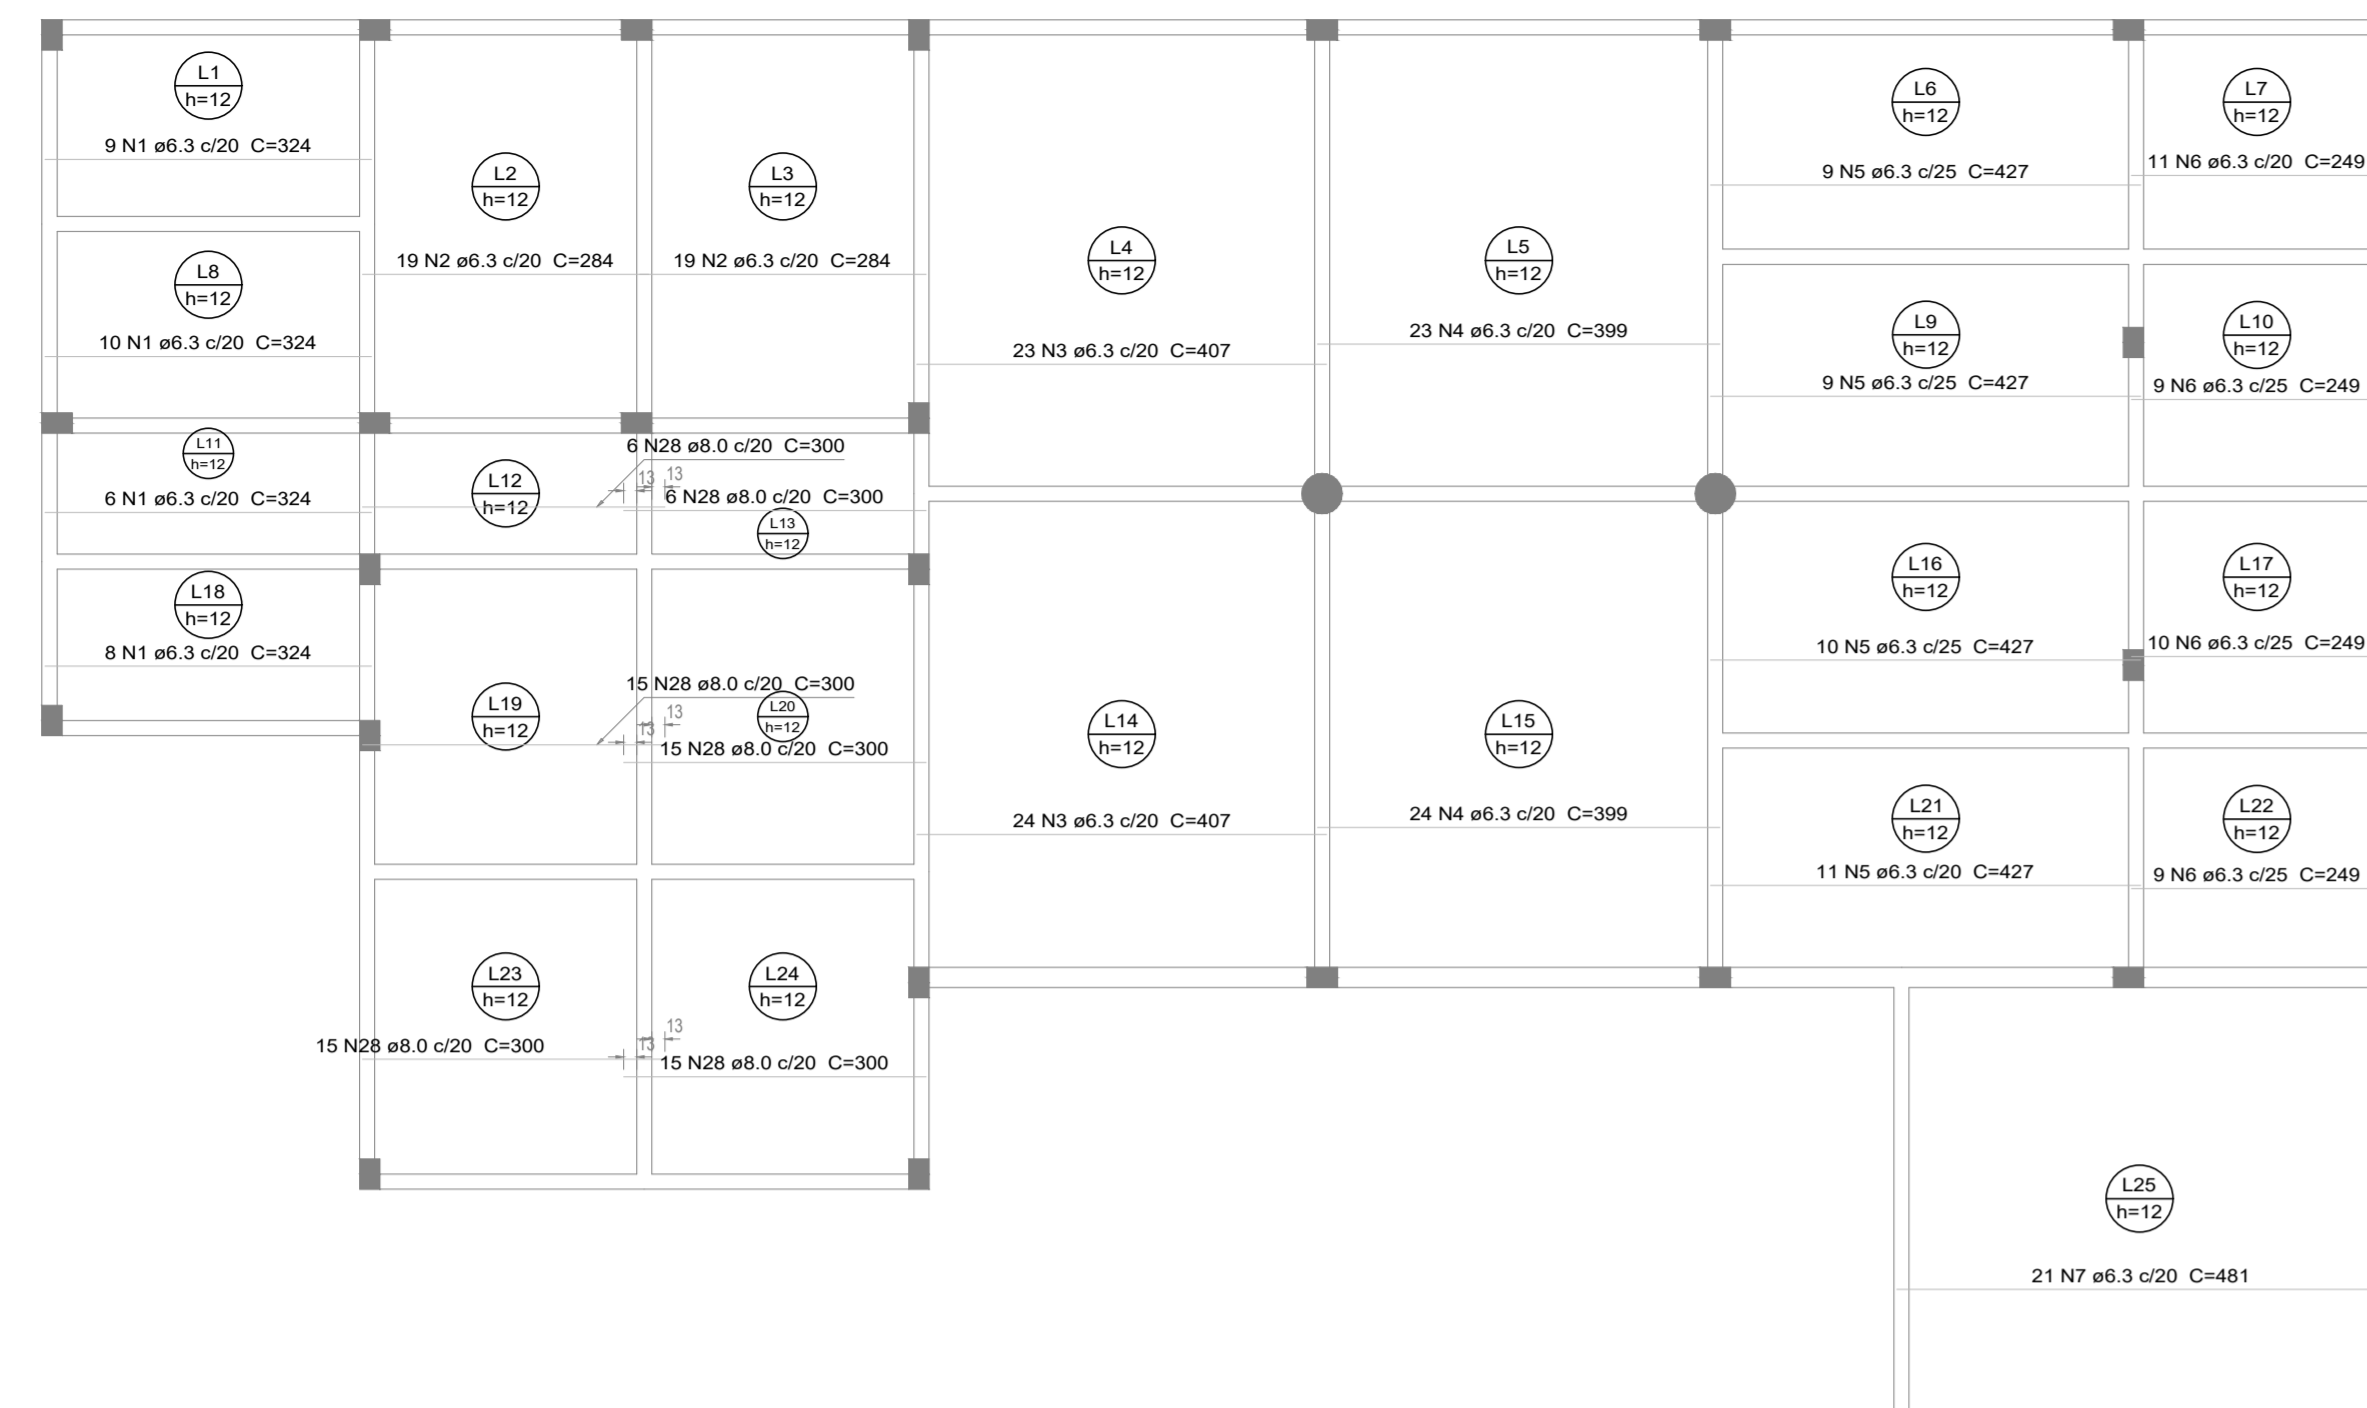 L1
h=12
9 N1 ø6.3 c/20 C=324
L2
h=12
19 N2 ø6.3 c/20 C=284
L3
h=12
19 N2 ø6.3 c/20 C=284
L4
h=12
23 N3 ø6.3 c/20 C=407
L5
h=12
23 N4 ø6.3 c/20 C=399
L6
h=12
9 N5 ø6.3 c/25 C=427
L7
h=12
11 N6 ø6.3 c/20 C=249
L8
h=12
10 N1 ø6.3 c/20 C=324
L9
h=12
9 N5 ø6.3 c/25 C=427
L10
h=12
9 N6 ø6.3 c/25 C=249
L11
h=12
6 N1 ø6.3 c/20 C=324
L12
h=12
6 N28 ø8.0 c/20 C=300
13
13
6 N28 ø8.0 c/20 C=300
L13
h=12
L18
h=12
8 N1 ø6.3 c/20 C=324
L19
h=12
15 N28 ø8.0 c/20 C=300
L20
h=12
13
13
15 N28 ø8.0 c/20 C=300
L14
h=12
24 N3 ø6.3 c/20 C=407
L15
h=12
24 N4 ø6.3 c/20 C=399
L16
h=12
10 N5 ø6.3 c/25 C=427
L17
h=12
10 N6 ø6.3 c/25 C=249
L21
h=12
11 N5 ø6.3 c/20 C=427
L22
h=12
9 N6 ø6.3 c/25 C=249
L23
h=12
15 N28 ø8.0 c/20 C=300
L24
h=12
13
13
15 N28 ø8.0 c/20 C=300
L25
h=12
21 N7 ø6.3 c/20 C=481